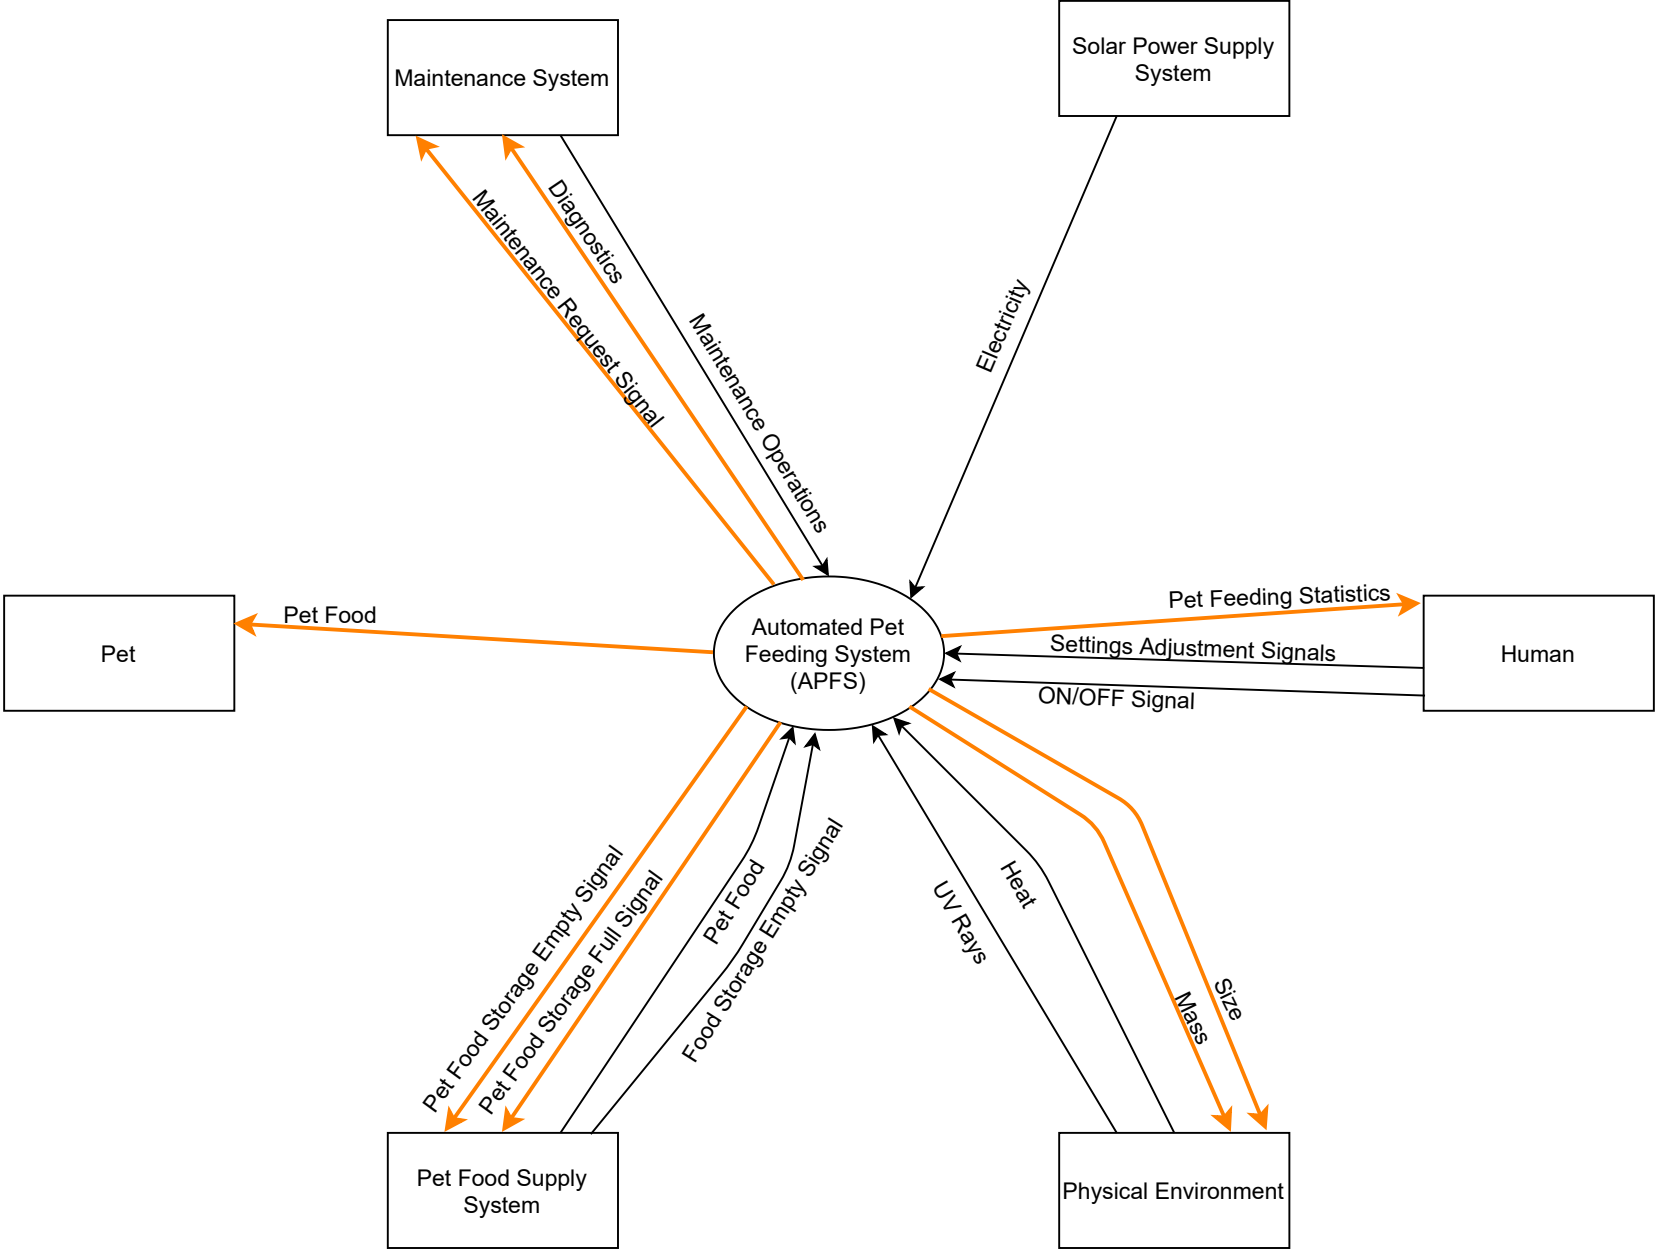 Solar Power Supply
System
Maintenance System
Diagnostics
Maintenance Request Signal
Electricity
Maintenance Operations
Pet Feeding Statistics
Pet Food
Automated Pet
Feeding System
(APFS)
Settings Adjustment Signals
Pet
Human
ON/OFF Signal
Pet Food Storage Empty Signal
Pet Food Storage Full Signal
Pet Food
Food Storage Empty Signal
Heat
UV Rays
Size
Mass
Pet Food Supply
System
Physical Environment